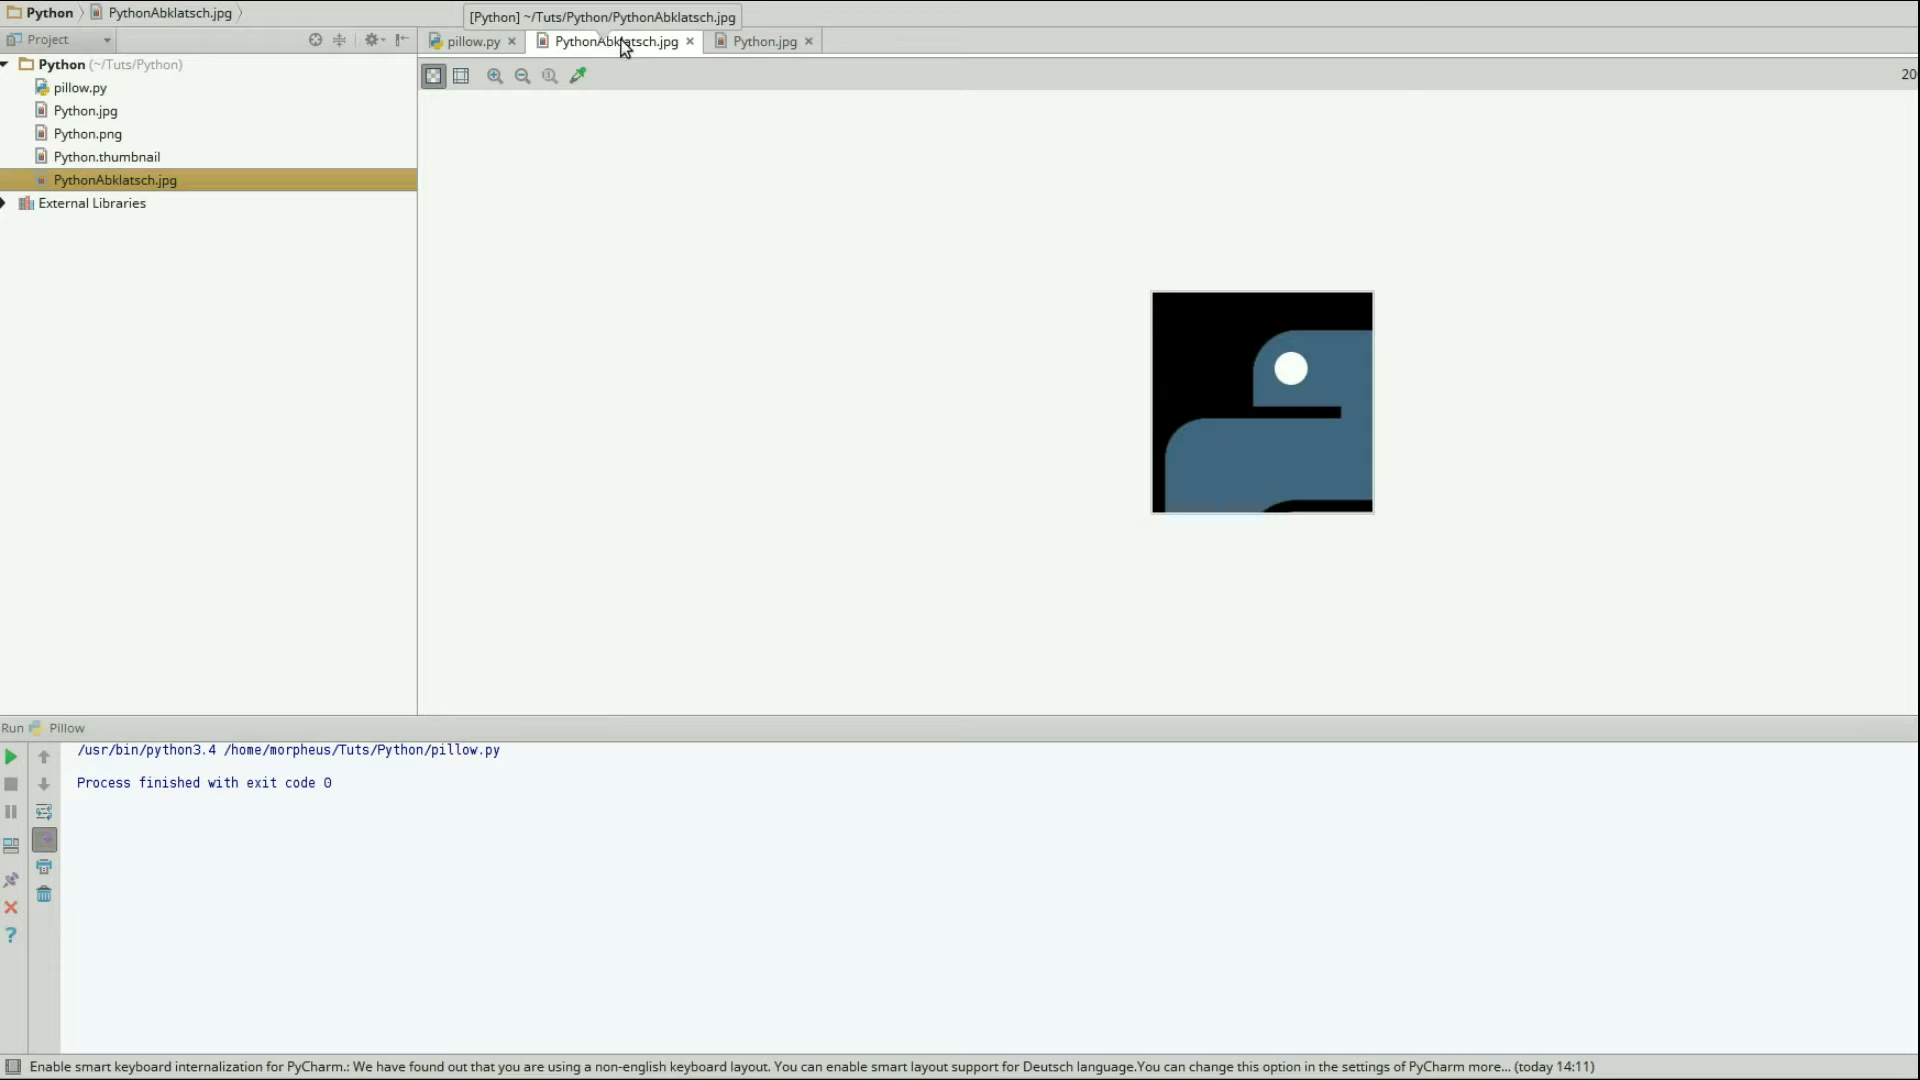 Python PythonAbklatsch.jpg
[Python] ~/Tuts/Python/PythonAbklatsch.jpg
Project
pillow.py PythonAbklatsch.jpg Python.jpg
20
Python (~/Tuts/Python)
pillow.py
Python.jpg
Python.png
Python.thumbnail
PythonAbklatsch.jpg
External Libraries
Run Pillow
/usr/bin/python3.4 /home/morpheus/Tuts/Python/pillow.py
Process finished with exit code 0
Enable smart keyboard internalization for PyCharm.: We have found out that you are using a non-english keyboard layout. You can enable smart layout support for Deutsch language.You can change this option in the settings of PyCharm more... (today 14:11)